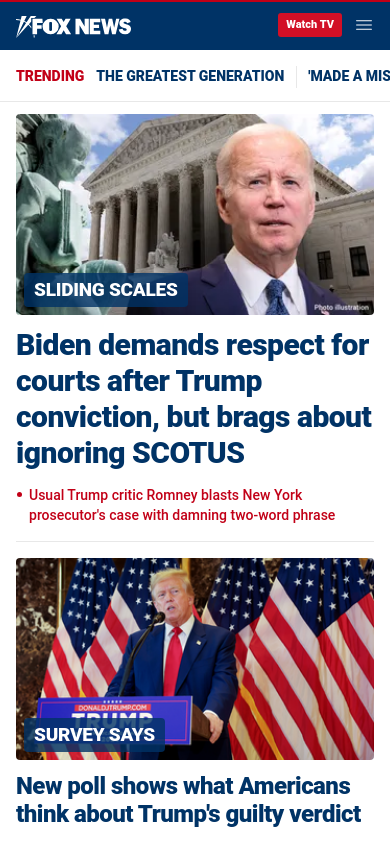 FOX NEWS
Watch TV
TRENDING THE GREATEST GENERATION 'MADE A MIS
SLIDING SCALES
Photo illustration
Biden demands respect for
courts after Trump
conviction, but brags about
ignoring SCOTUS
• Usual Trump critic Romney blasts New York
prosecutor's case with damning two-word phrase
DONALDJTRUMP.COM
TRUMP
SURVEY SAYS
New poll shows what Americans
think about Trump's guilty verdict